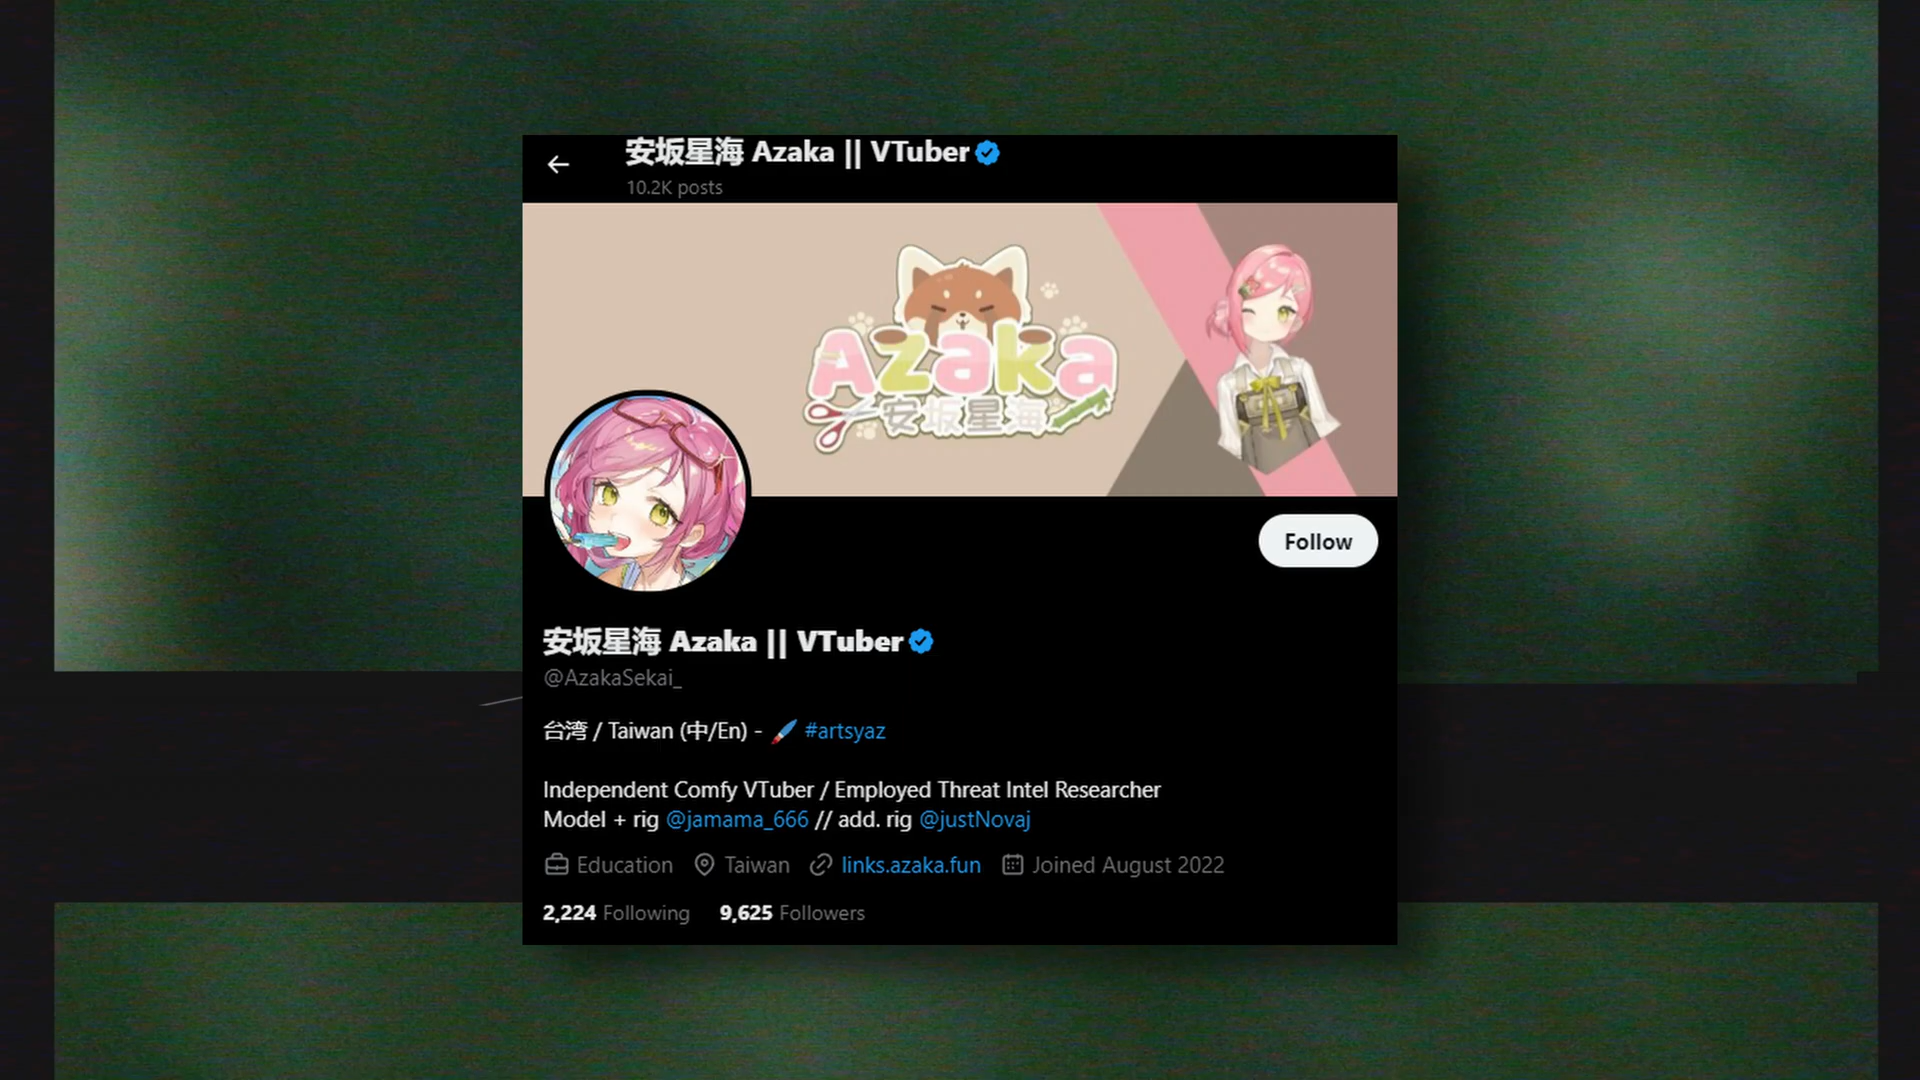 安坂星海 Azaka || VTuber
10.2K posts
Azaka
安坂星海
Follow
安坂星海 Azaka || VTuber
@AzakaSekai_
台湾 / Taiwan (中/En) - 🖌️ #artsyaz
Independent Comfy VTuber / Employed Threat Intel Researcher
Model + rig @jamama_666 // add. rig @justNovaj
Education Taiwan links.azaka.fun Joined August 2022
2,224 Following 9,625 Followers